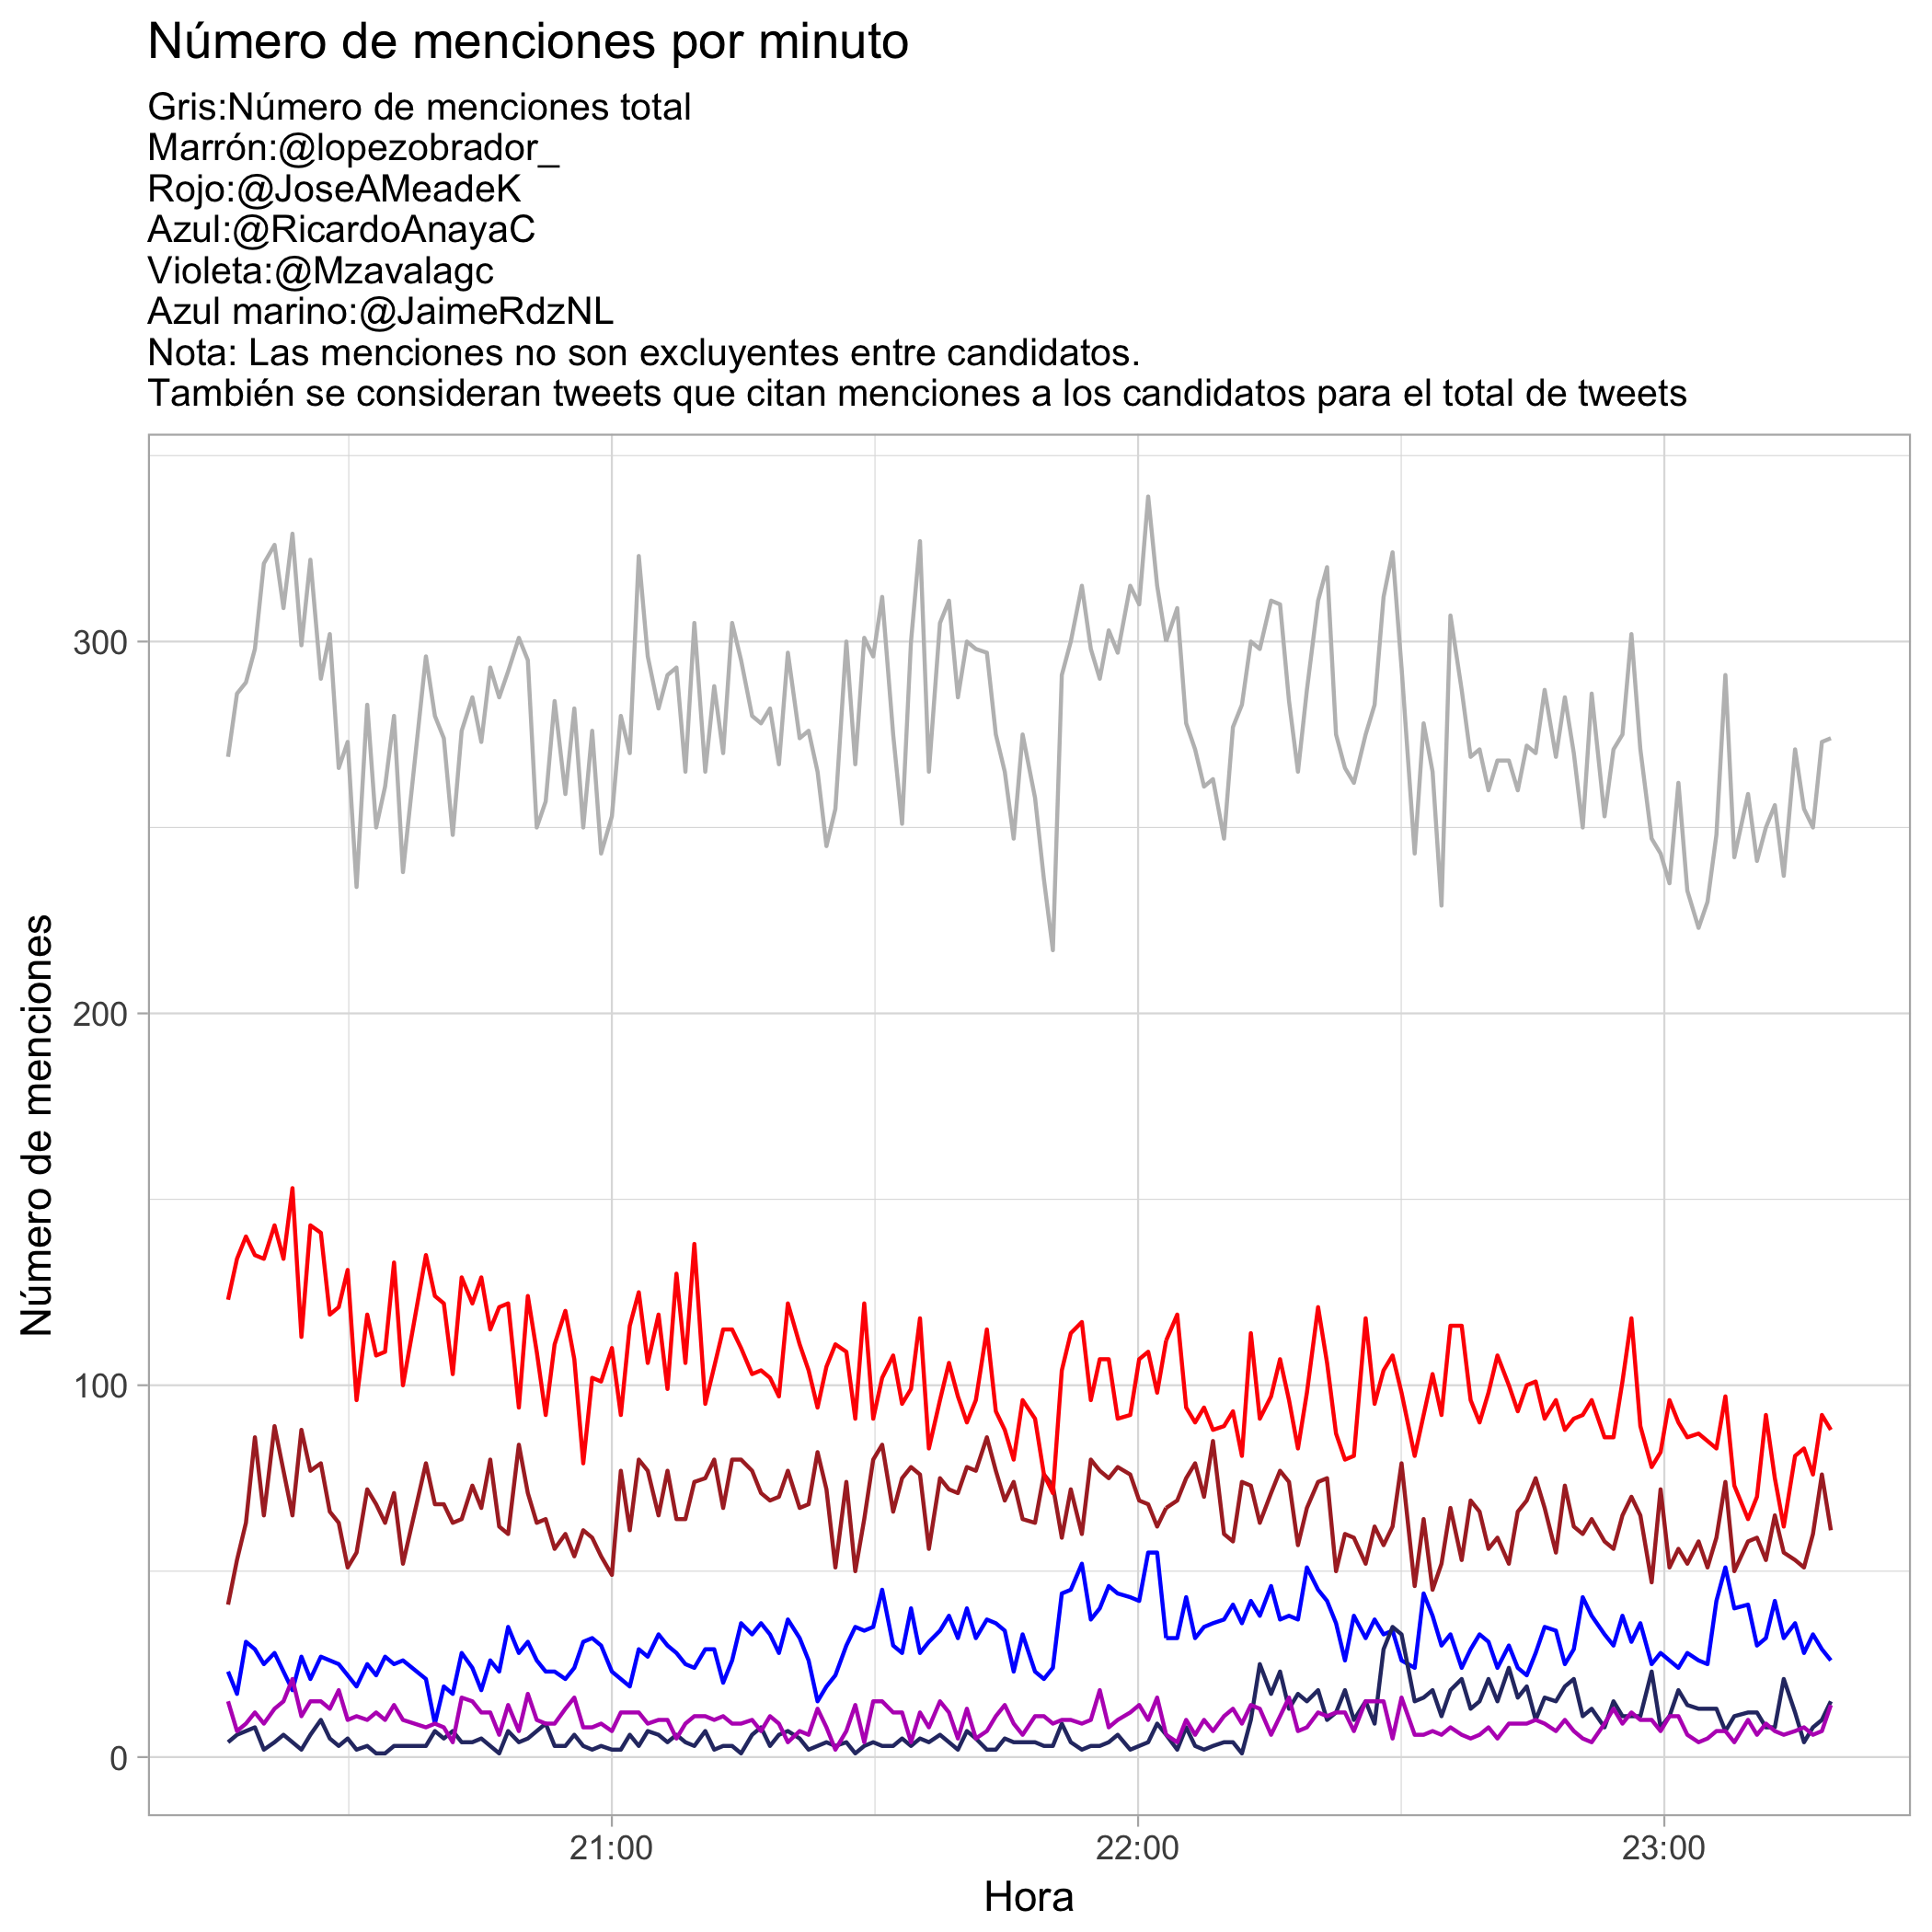 Número de menciones por minuto
Gris:Número de menciones total
Marrón:@lopezobrador_
Rojo:@JoseAMeadeK
Azul:@RicardoAnayaC
Violeta:@Mzavalagc
Azul marino:@JaimeRdzNL
Nota: Las menciones no son excluyentes entre candidatos.
También se consideran tweets que citan menciones a los candidatos para el total de tweets
Número de menciones
300
200
100
0
21:00
22:00
23:00
Hora